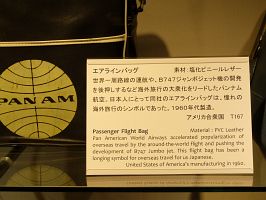 PAN AM
エアラインバッグ　　素材：塩化ビニールレザー
世界一周路線の運航や、B747ジャンボジェット機の開発
を後押しするなど海外旅行の大衆化をリードしたパンナム
航空。日本人にとって同社のエアラインバッグは、憧れの
海外旅行のシンボルであった。1960年代製造。
アメリカ合衆国　T167
Passenger Flight Bag　　Material : PVC Leather
Pan American World Airways accelerated popularization of
overseas travel by the around-the-world flight and pushing the
development of B747 Jumbo jet. This flight bag has been a
longing symbol for overseas travel for us Japanese.
United States of America's manufacturing in 1960.